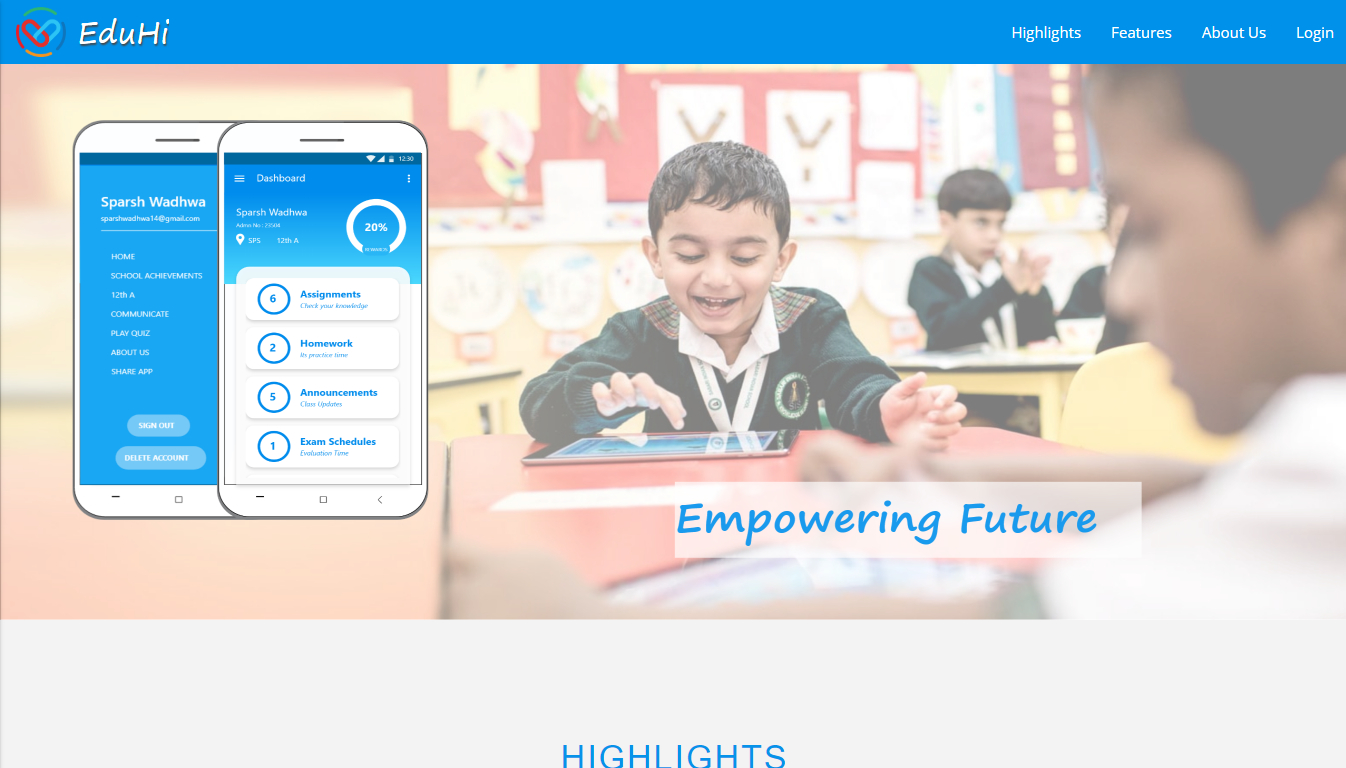 EduHi
Highlights
Features
About Us
Login
Sparsh Wadhwa
sparshwadhwa14@gmail.com
HOME
SCHOOL ACHIEVEMENTS
12th A
COMMUNICATE
PLAY QUIZ
ABOUT US
SHARE APP
SIGN OUT
DELETE ACCOUNT
12:30
Dashboard
Sparsh Wadhwa
Admn No.: 23504
SPS 12th A
20%
REWARDS
6 Assignments
Check your knowledge
2 Homework
Its practice time
5 Announcements
Class Updates
1 Exam Schedules
Evaluation Time
Empowering Future
HIGHLIGHTS